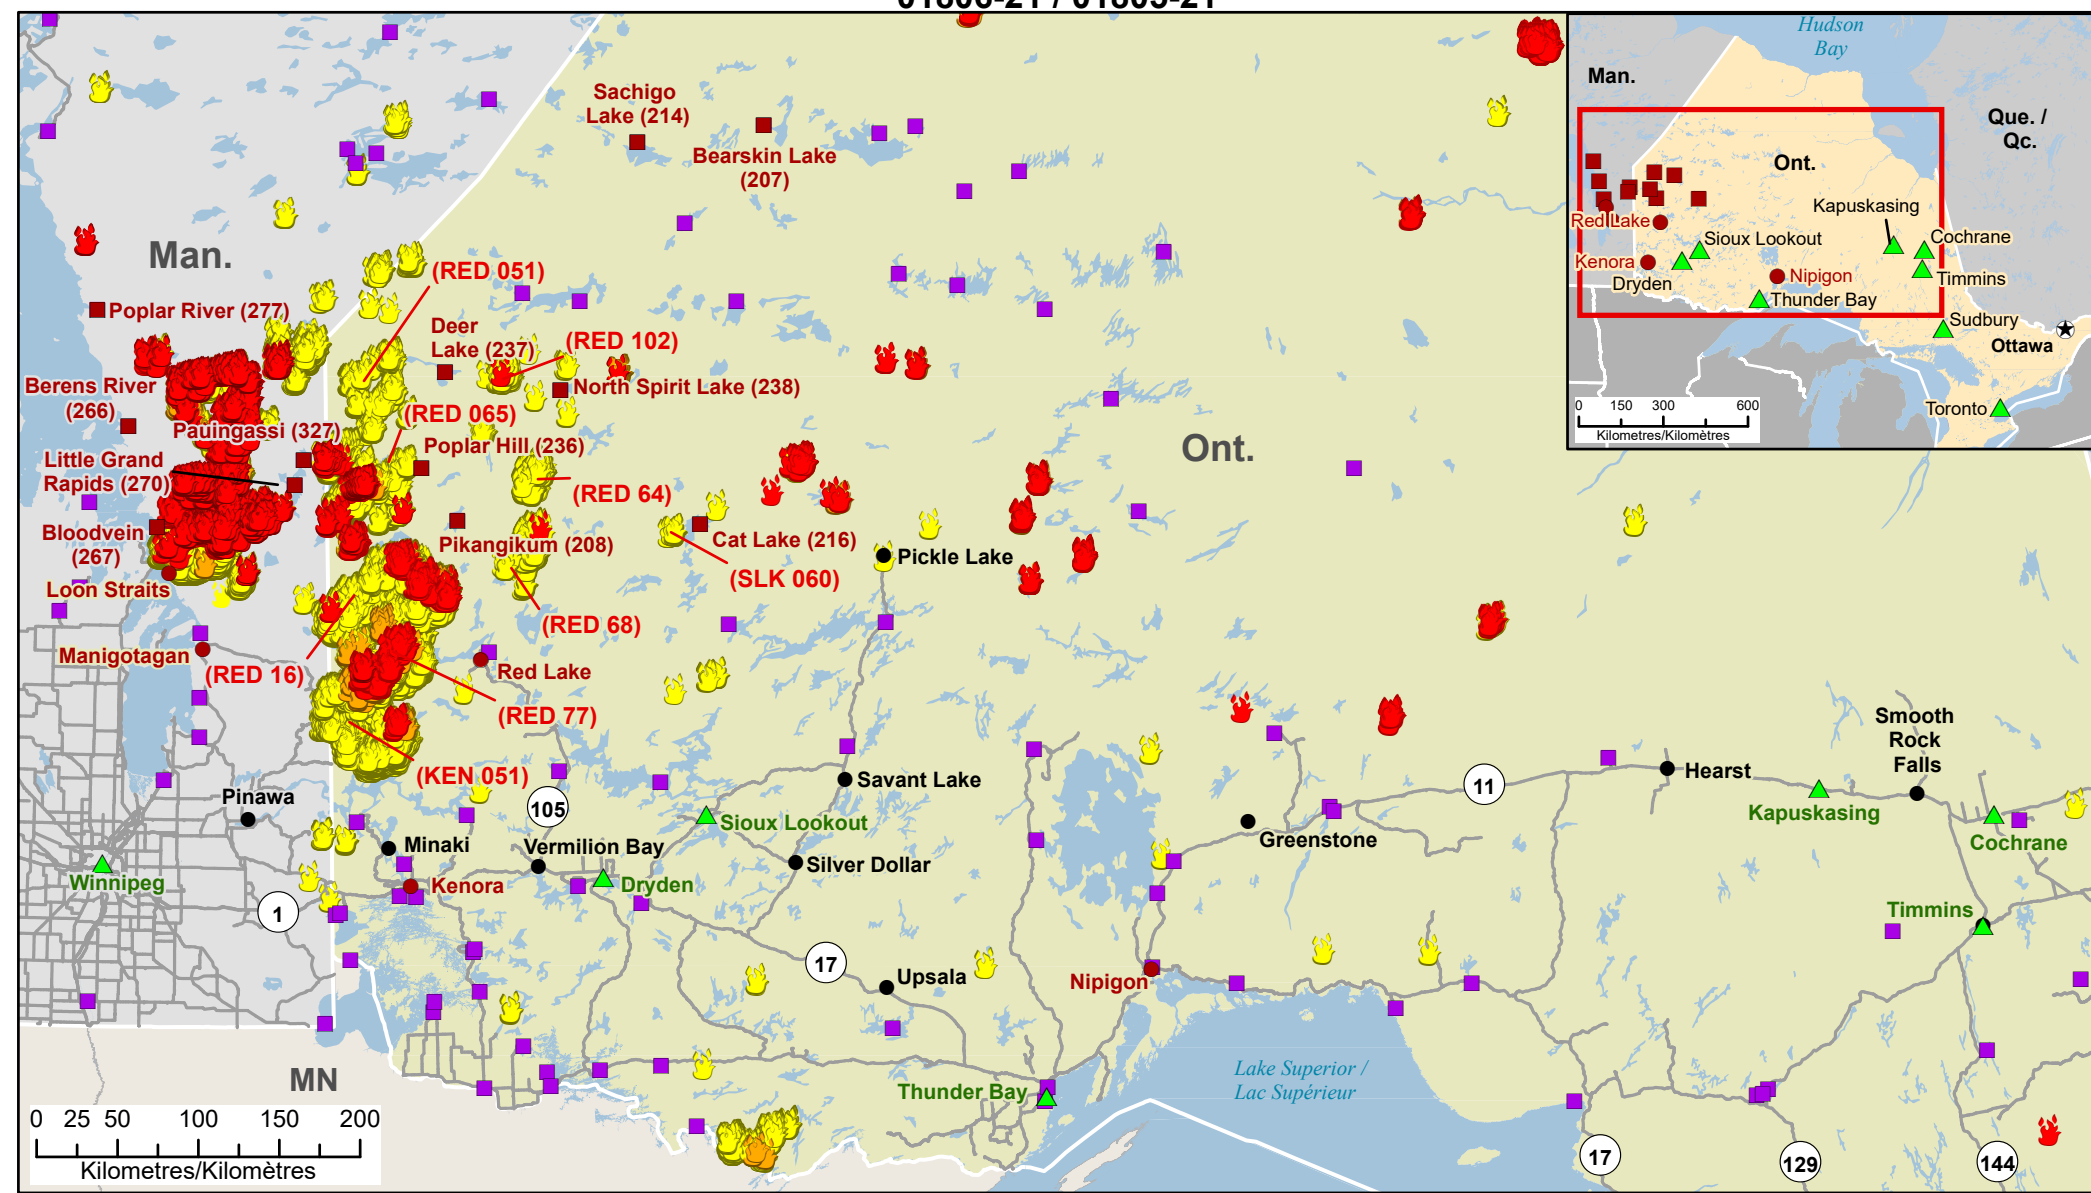 Man.
Ont.
MN
Sachigo
Lake (214)
Bearskin Lake
(207)
(RED 051)
Poplar River (277)
Deer
Lake (237)
(RED 102)
North Spirit Lake (238)
Berens River
(266)
(RED 065)
Pauingassi (327)
Poplar Hill (236)
Little Grand
Rapids (270)
(RED 64)
Bloodvein
(267)
Pikangikum (208)
Cat Lake (216)
Pickle Lake
(SLK 060)
Loon Straits
(RED 68)
Manigotagan
(RED 16)
Red Lake
(RED 77)
(KEN 051)
Savant Lake
Pinawa
105
Sioux Lookout
Minaki
Vermilion Bay
Silver Dollar
Winnipeg
Kenora
Dryden
1
17
Upsala
Nipigon
Greenstone
11
Hearst
Smooth
Rock
Falls
Kapuskasing
Cochrane
Timmins
Thunder Bay
Lake Superior /
Lac Supérieur
17
129
144
0 25 50 100 150 200
Kilometres/Kilomètres
Hudson
Bay
Man.
Que. /
Qc.
Ont.
Kapuskasing
Red Lake
Sioux Lookout
Cochrane
Kenora
Nipigon
Timmins
Dryden
Thunder Bay
Sudbury
Ottawa
Toronto
0 150 300 600
Kilometres/Kilomètres